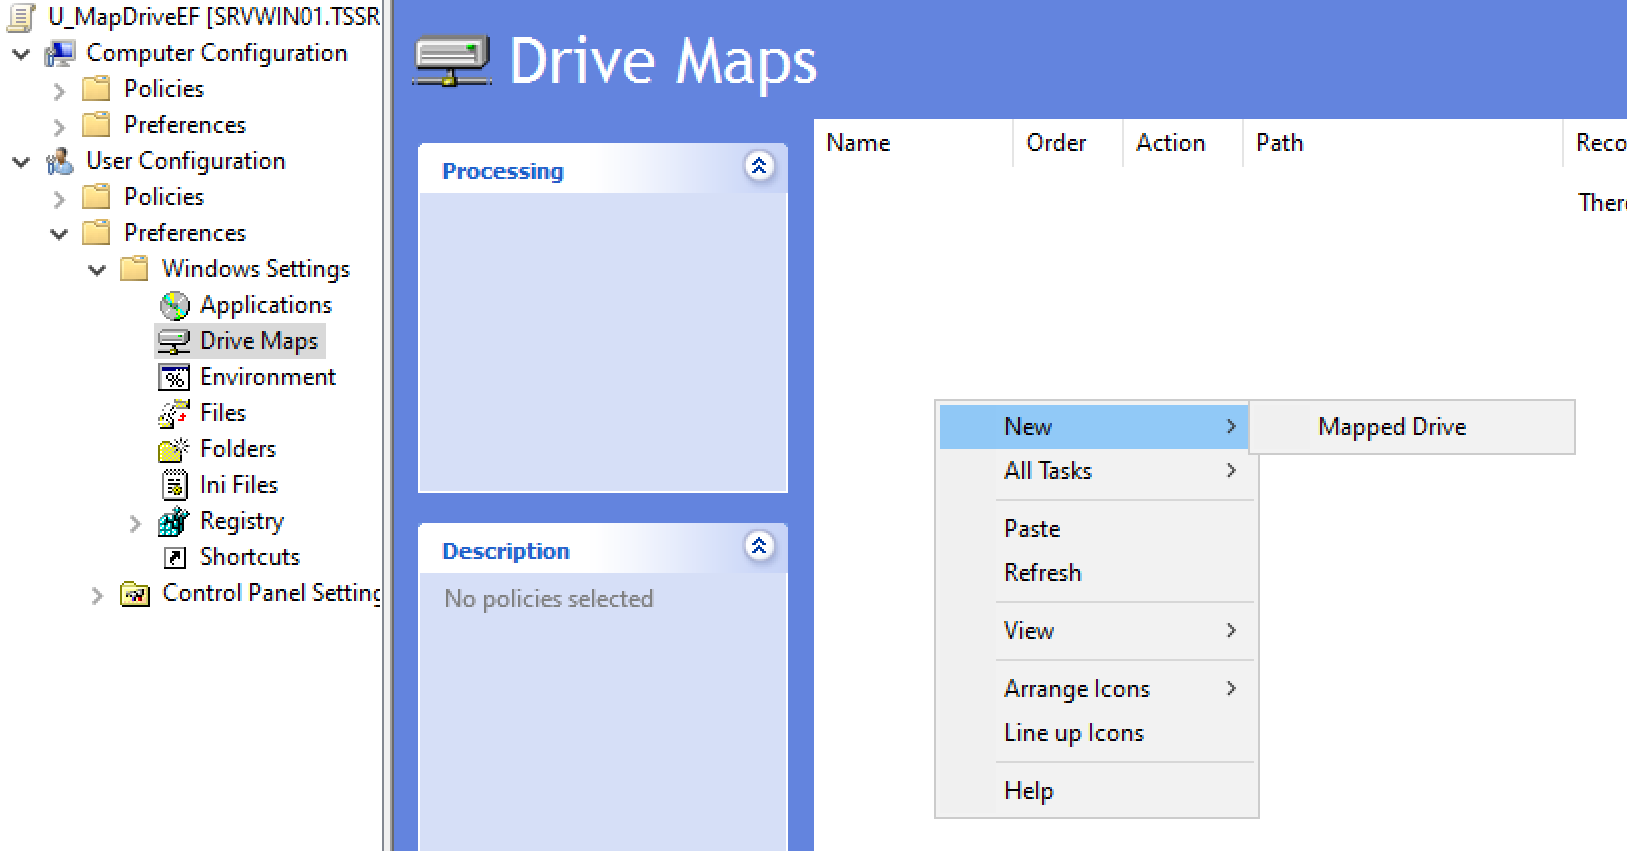 U_MapDriveEF [SRVWIN01.TSSR
Computer Configuration
Policies
Preferences
User Configuration
Policies
Preferences
Windows Settings
Applications
Drive Maps
Environment
Files
Folders
Ini Files
Registry
Shortcuts
Control Panel Setting
Drive Maps
Processing
Description
No policies selected
Name Order Action Path Reco
There
New Mapped Drive
All Tasks
Paste
Refresh
View
Arrange Icons
Line up Icons
Help